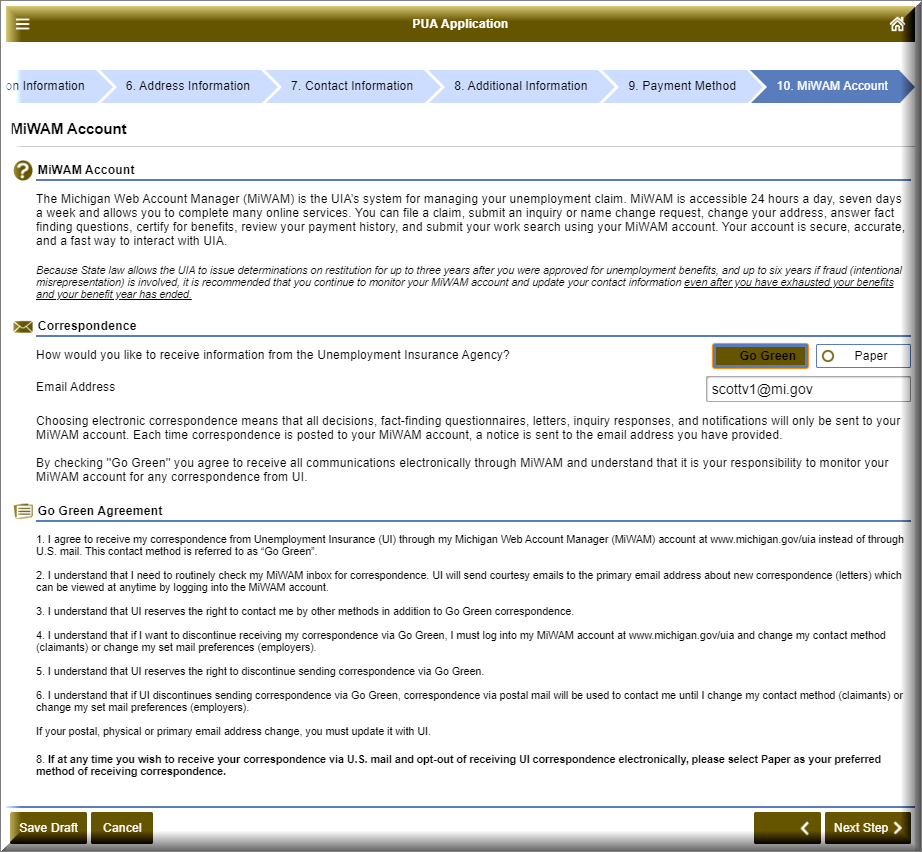 PUA Application
on Information
6. Address Information
7. Contact Information
8. Additional Information
9. Payment Method
10. MiWAM Account
MiWAM Account
MiWAM Account
The Michigan Web Account Manager (MiWAM) is the UIA's system for managing your unemployment claim. MiWAM is accessible 24 hours a day, seven days
a week and allows you to complete many online services. You can file a claim, submit an inquiry or name change request, change your address, answer fact
finding questions, certify for benefits, review your payment history, and submit your work search using your MiWAM account. Your account is secure, accurate,
and a fast way to interact with UIA.
Because State law allows the UIA to issue determinations on restitution for up to three years after you were approved for unemployment benefits, and up to six years if fraud (intentional
misrepresentation) is involved, it is recommended that you continue to monitor your MiWAM account and update your contact information even after you have exhausted your benefits
and your benefit year has ended.
Correspondence
How would you like to receive information from the Unemployment Insurance Agency?
Go Green
Paper
Email Address
scottv1@mi.gov
Choosing electronic correspondence means that all decisions, fact-finding questionnaires, letters, inquiry responses, and notifications will only be sent to your
MiWAM account. Each time correspondence is posted to your MiWAM account, a notice is sent to the email address you have provided.
By checking "Go Green" you agree to receive all communications electronically through MiWAM and understand that it is your responsibility to monitor your
MiWAM account for any correspondence from UI.
Go Green Agreement
1. I agree to receive my correspondence from Unemployment Insurance (UI) through my Michigan Web Account Manager (MiWAM) account at www.michigan.gov/uia instead of through
U.S. mail. This contact method is referred to as “Go Green”.
2. I understand that I need to routinely check my MiWAM inbox for correspondence. UI will send courtesy emails to the primary email address about new correspondence (letters) which
can be viewed at anytime by logging into the MiWAM account.
3. I understand that UI reserves the right to contact me by other methods in addition to Go Green correspondence.
4. I understand that if I want to discontinue receiving my correspondence via Go Green, I must log into my MiWAM account at www.michigan.gov/uia and change my contact method
(claimants) or change my set mail preferences (employers).
5. I understand that UI reserves the right to discontinue sending correspondence via Go Green.
6. I understand that if UI discontinues sending correspondence via Go Green, correspondence via postal mail will be used to contact me until I change my contact method (claimants) or
change my set mail preferences (employers).
If your postal, physical or primary email address change, you must update it with UI.
8. If at any time you wish to receive your correspondence via U.S. mail and opt-out of receiving UI correspondence electronically, please select Paper as your preferred
method of receiving correspondence.
Save Draft
Cancel
Next Step